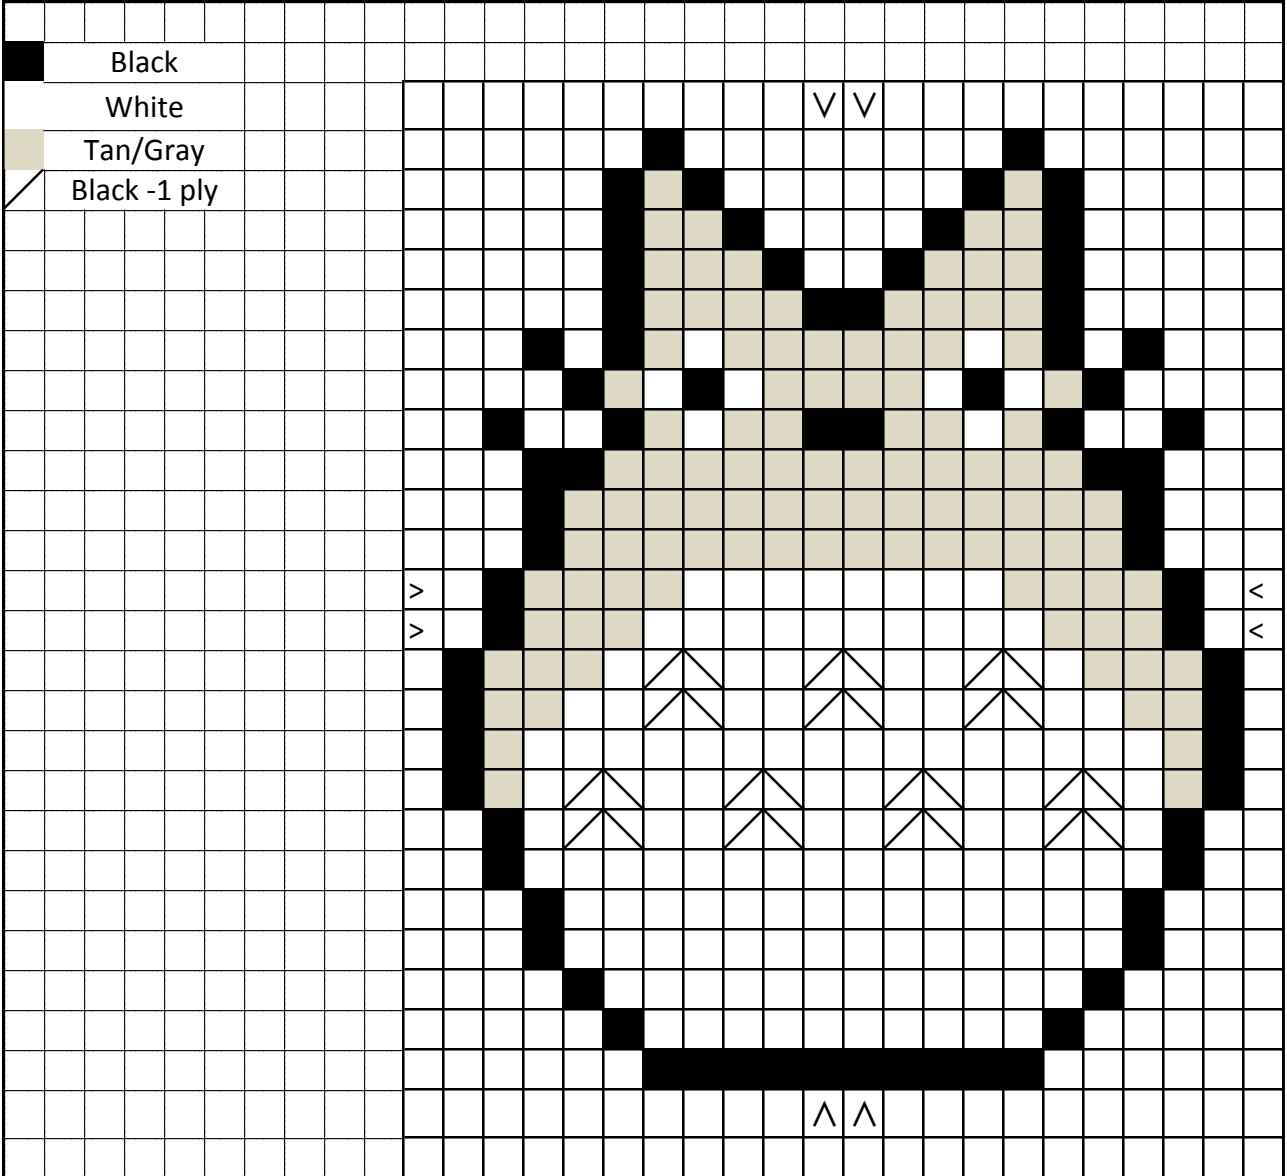 Black
White
V V
Tan/Gray
Black -1 ply
> <
> <
Λ Λ